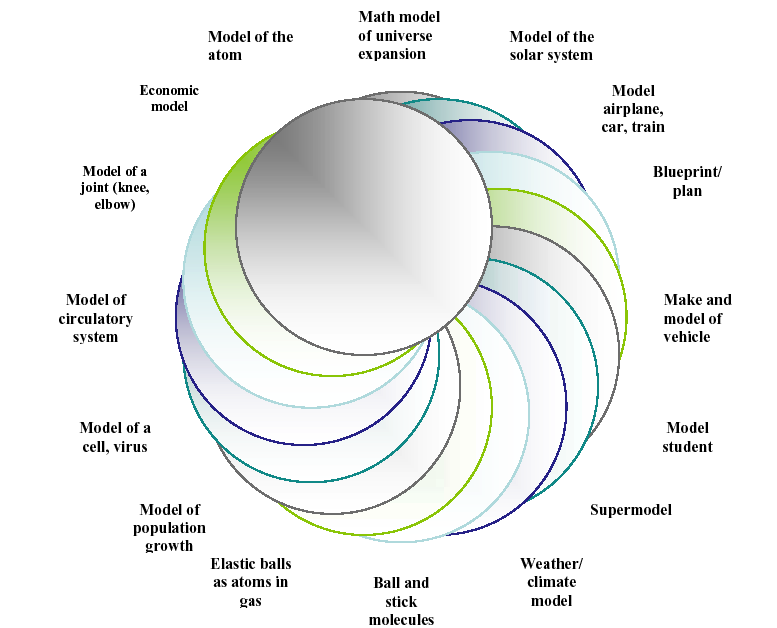 Math model
of universe
expansion
Model of the
solar system
Model
airplane,
car, train
Blueprint/
plan
Make and
model of
vehicle
Model
student
Supermodel
Weather/
climate
model
Ball and
stick
molecules
Elastic balls
as atoms in
gas
Model of
population
growth
Model of a
cell, virus
Model of
circulatory
system
Model of a
joint (knee,
elbow)
Economic
model
Model of the
atom